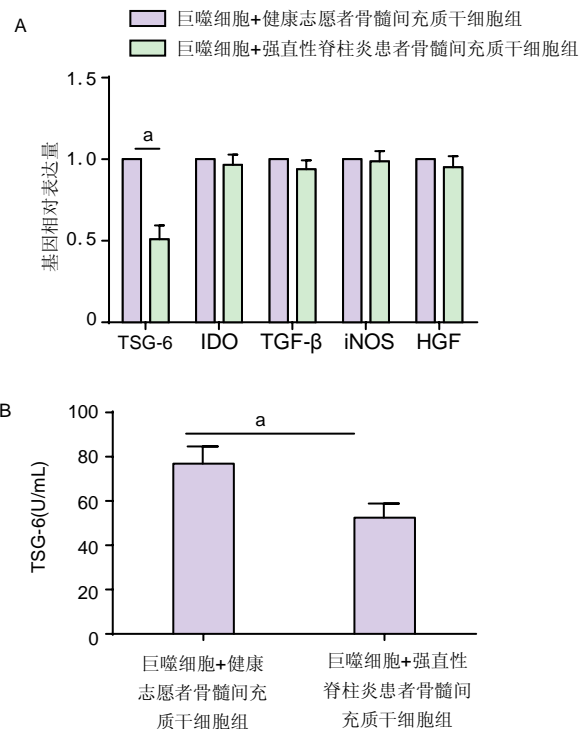 A
巨噬细胞+健康志愿者骨髓间充质干细胞组
巨噬细胞+强直性脊柱炎患者骨髓间充质干细胞组
基因相对表达量
1.5
1.0
0.5
0
a
TSG-6 IDO TGF-β iNOS HGF
B
TSG-6(U/mL)
100
80
60
40
20
0
a
巨噬细胞+健康
志愿者骨髓间充
质干细胞组
巨噬细胞+强直性
脊柱炎患者骨髓间
充质干细胞组